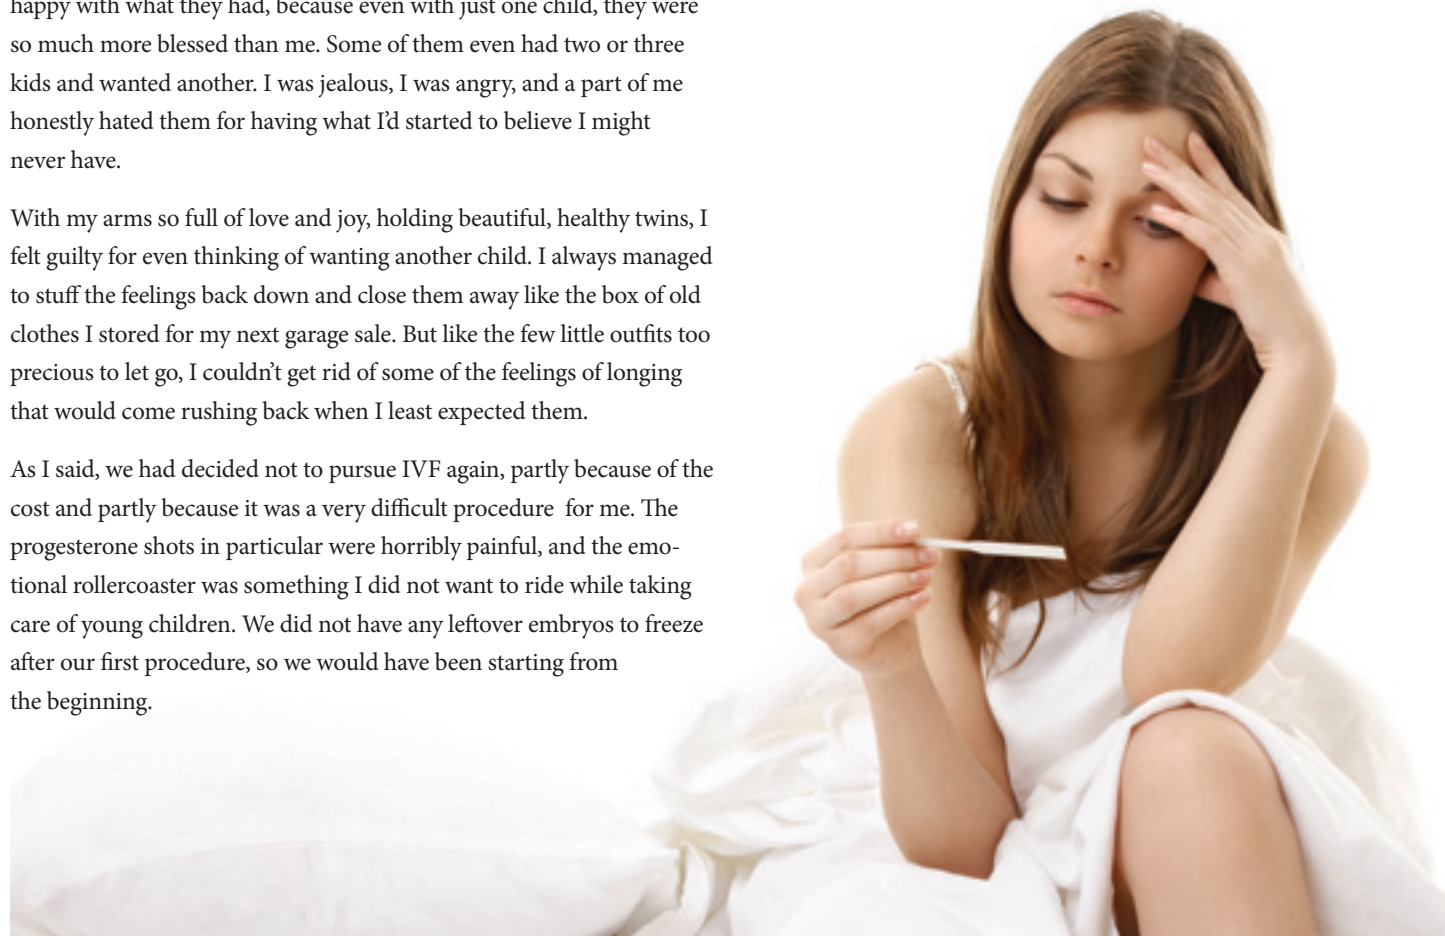 happy with what they had, because even with just one child, they were
so much more blessed than me. Some of them even had two or three
kids and wanted another. I was jealous, I was angry, and a part of me
honestly hated them for having what I’d started to believe I might
never have.
With my arms so full of love and joy, holding beautiful, healthy twins, I
felt guilty for even thinking of wanting another child. I always managed
to stuff the feelings back down and close them away like the box of old
clothes I stored for my next garage sale. But like the few little outfits too
precious to let go, I couldn’t get rid of some of the feelings of longing
that would come rushing back when I least expected them.
As I said, we had decided not to pursue IVF again, partly because of the
cost and partly because it was a very difficult procedure  for me. The
progesterone shots in particular were horribly painful, and the emo-
tional rollercoaster was something I did not want to ride while taking
care of young children. We did not have any leftover embryos to freeze
after our first procedure, so we would have been starting from
the beginning.